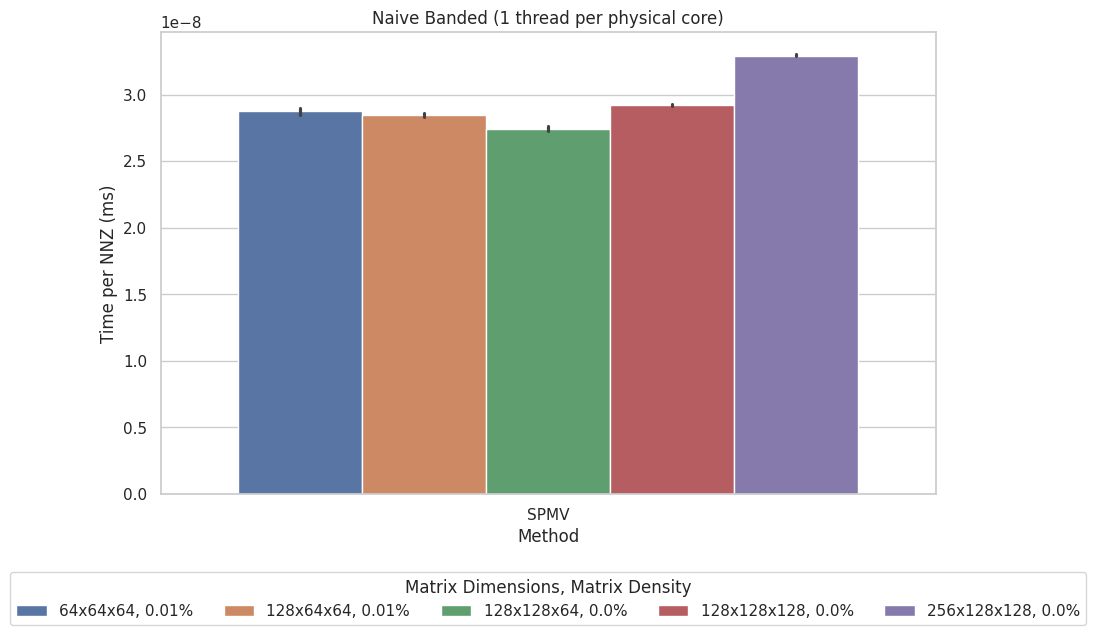 Naive Banded (1 thread per physical core)
1e−8
3.0
2.5
2.0
1.5
1.0
0.5
0.0
Time per NNZ (ms)
SPMV
Method
Matrix Dimensions, Matrix Density
64x64x64, 0.01% 128x64x64, 0.01% 128x128x64, 0.0% 128x128x128, 0.0% 256x128x128, 0.0%